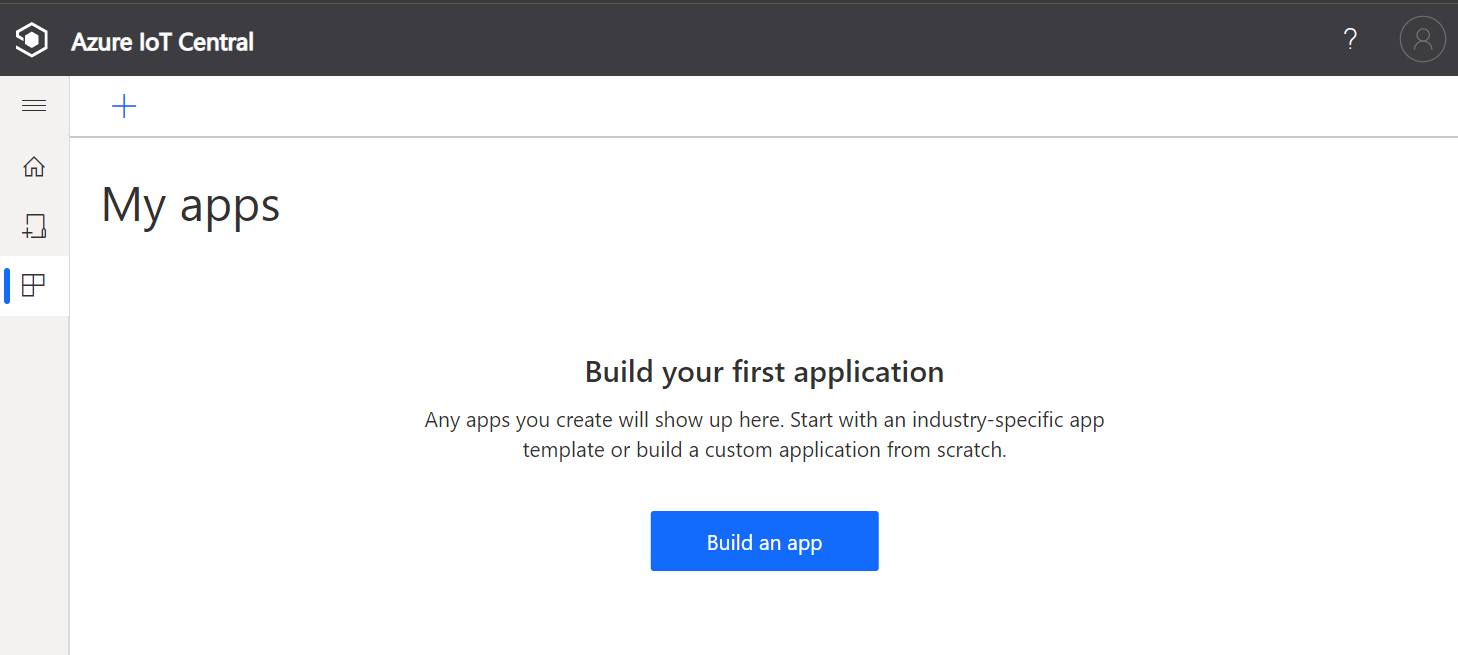 Azure IoT Central
?
My apps
Build your first application
Any apps you create will show up here. Start with an industry-specific app
template or build a custom application from scratch.
Build an app